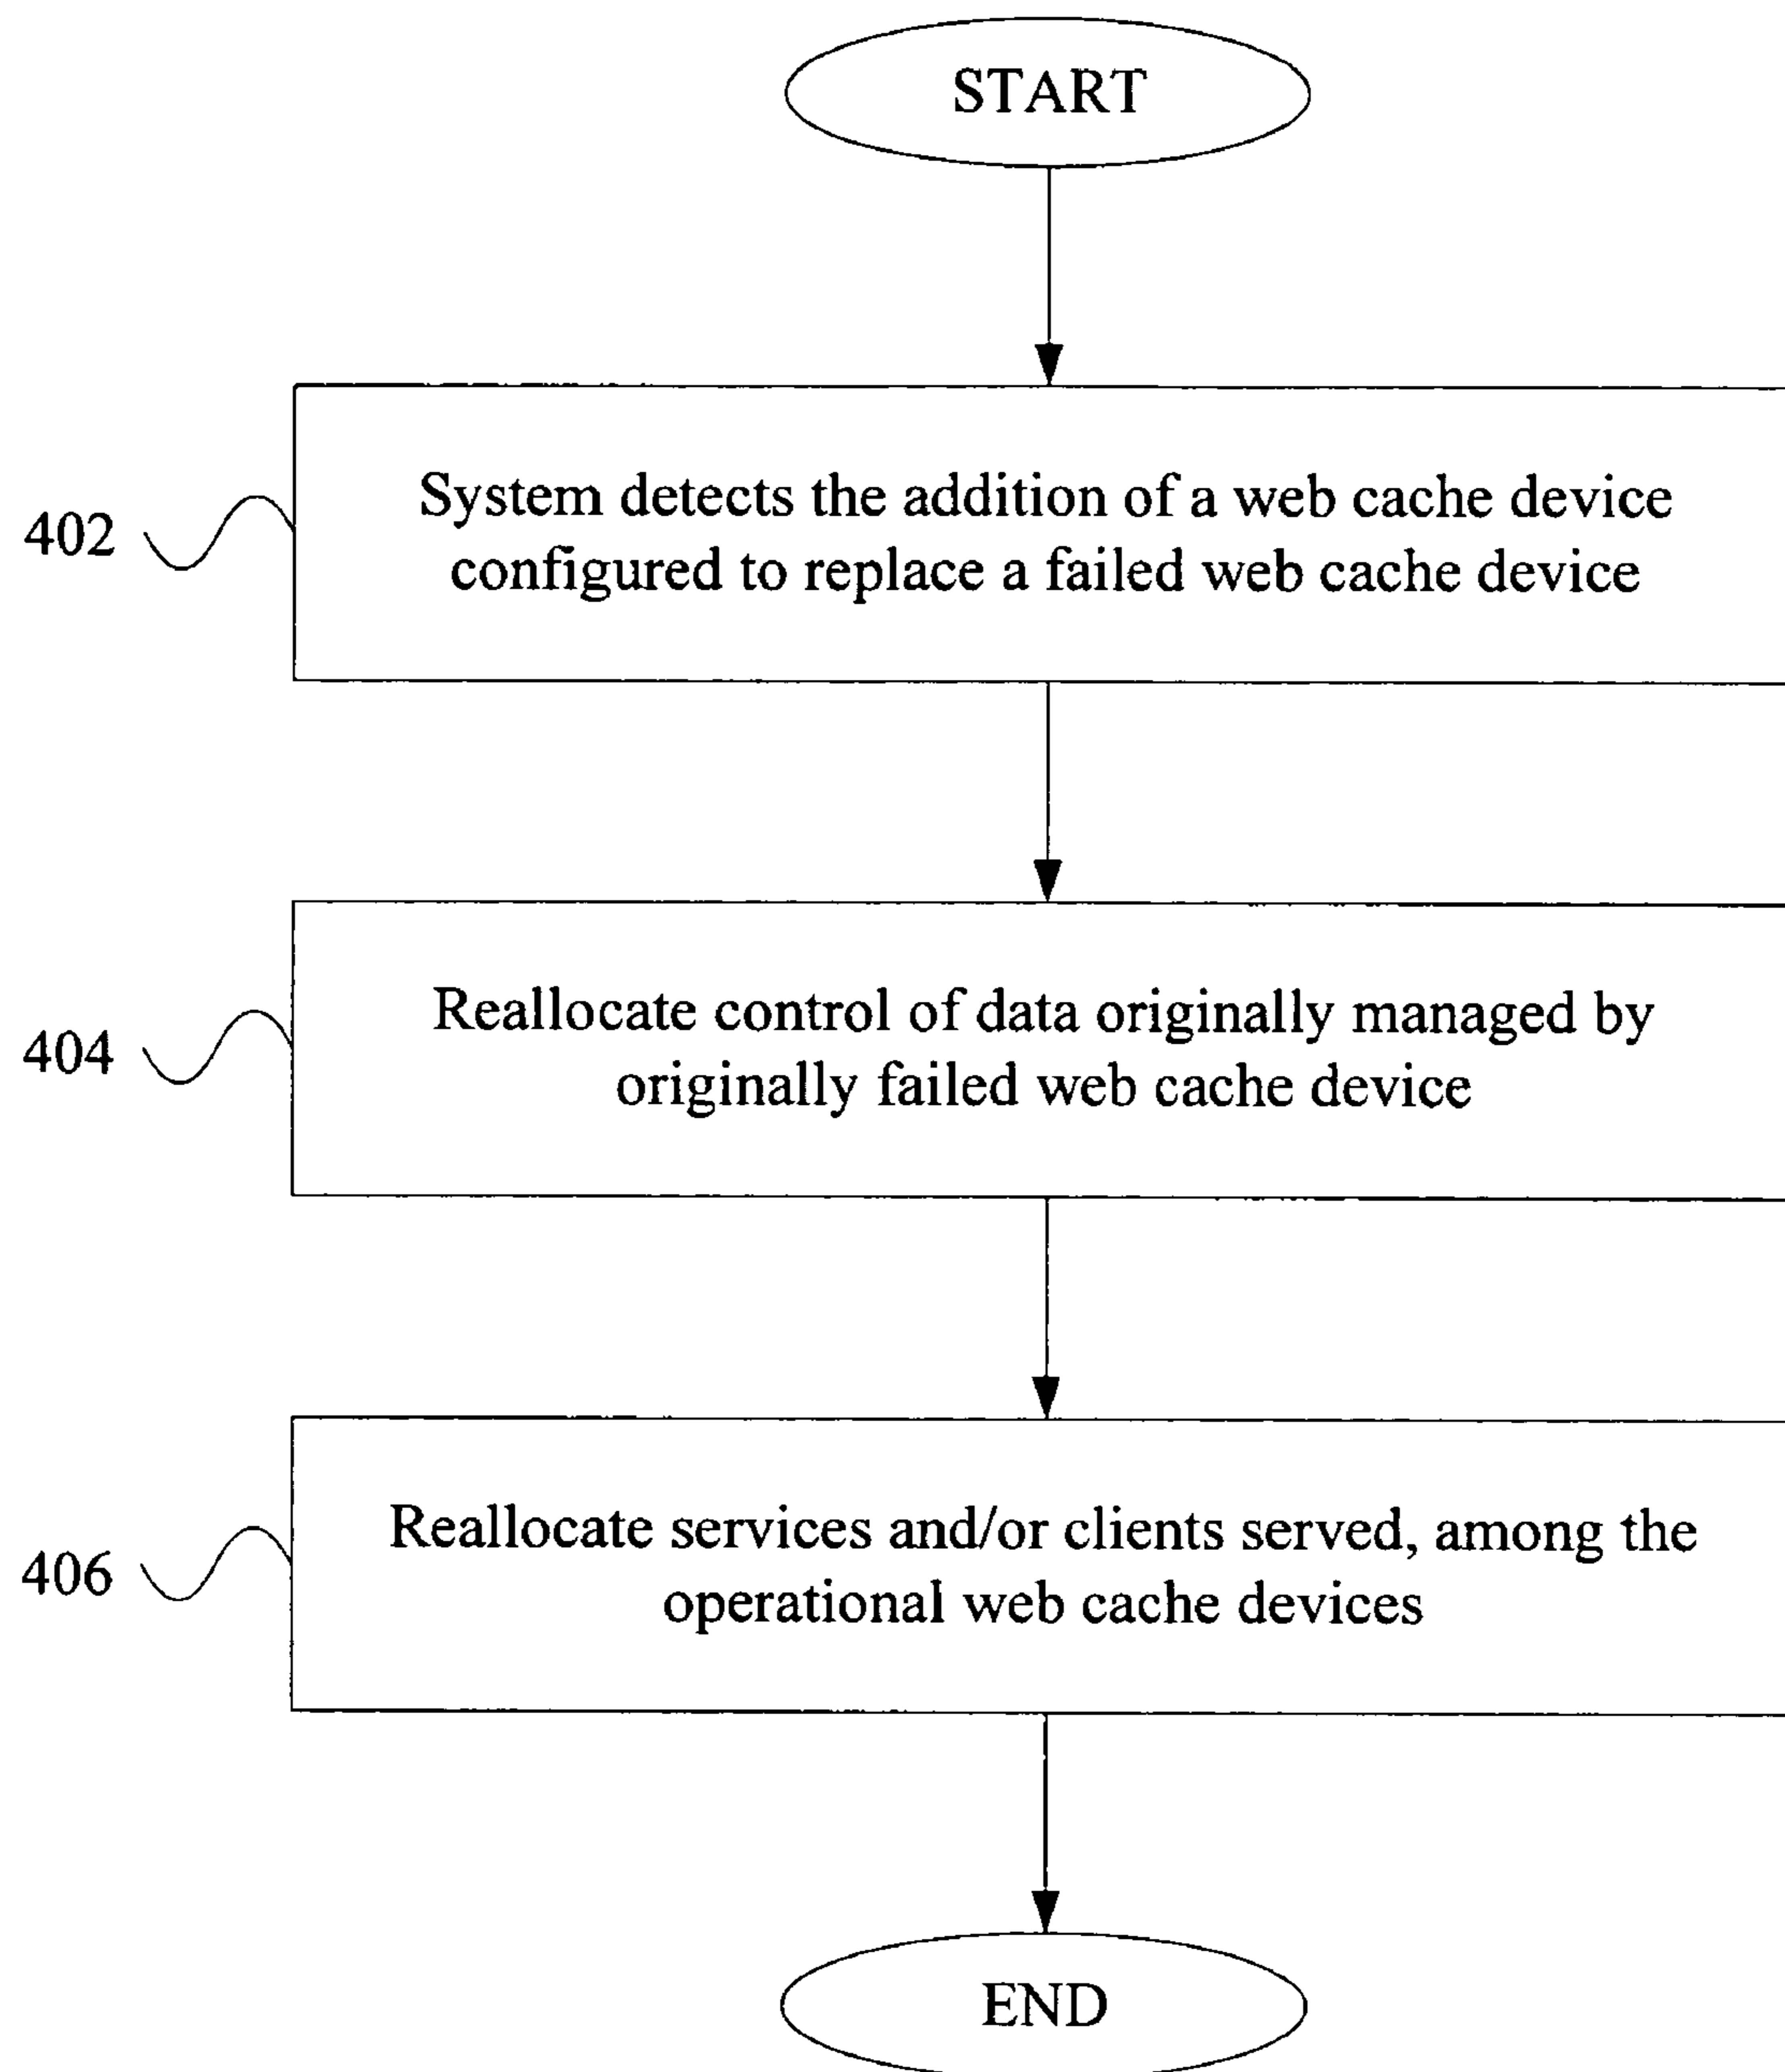 START
402
System detects the addition of a web cache device
configured to replace a failed web cache device
404
Reallocate control of data originally managed by
originally failed web cache device
406
Reallocate services and/or clients served, among the
operational web cache devices
END